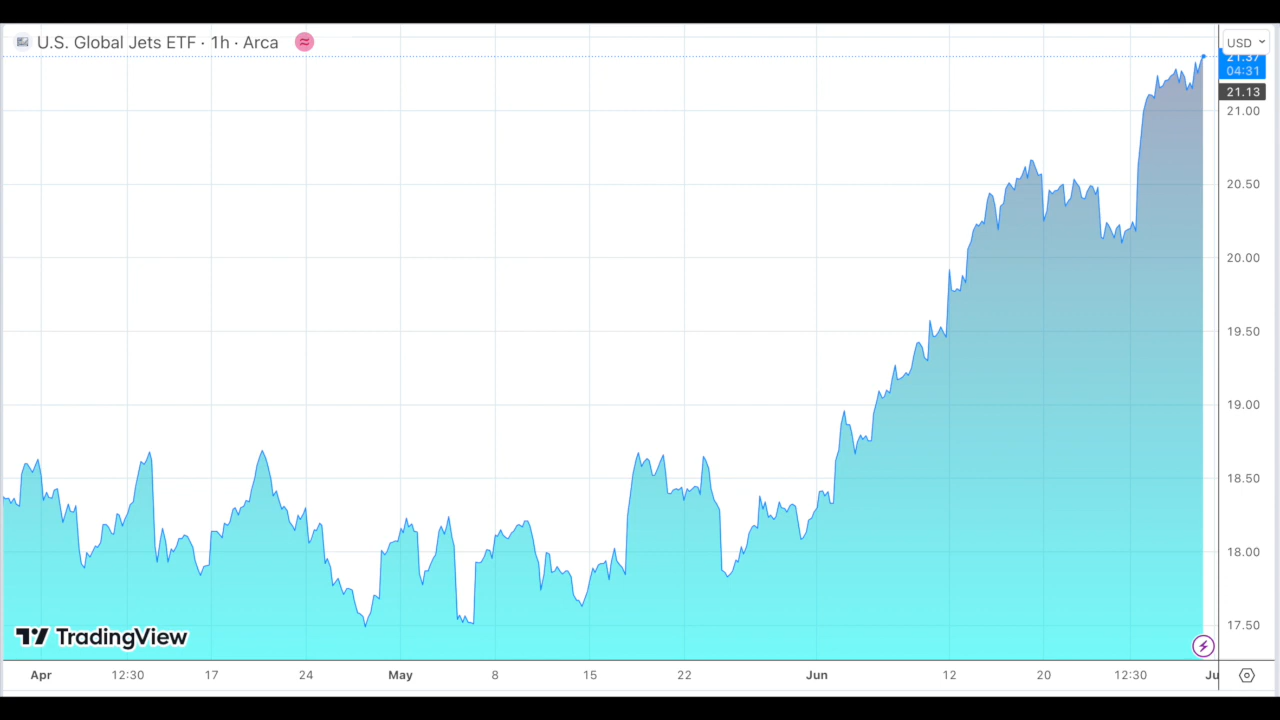 U.S. Global Jets ETF · 1h · Arca
USD
21.37
04:31
21.13
21.00
20.50
20.00
19.50
19.00
18.50
18.00
17.50
TradingView
Apr 12:30 17 24 May 8 15 22 Jun 12 20 12:30 Ju